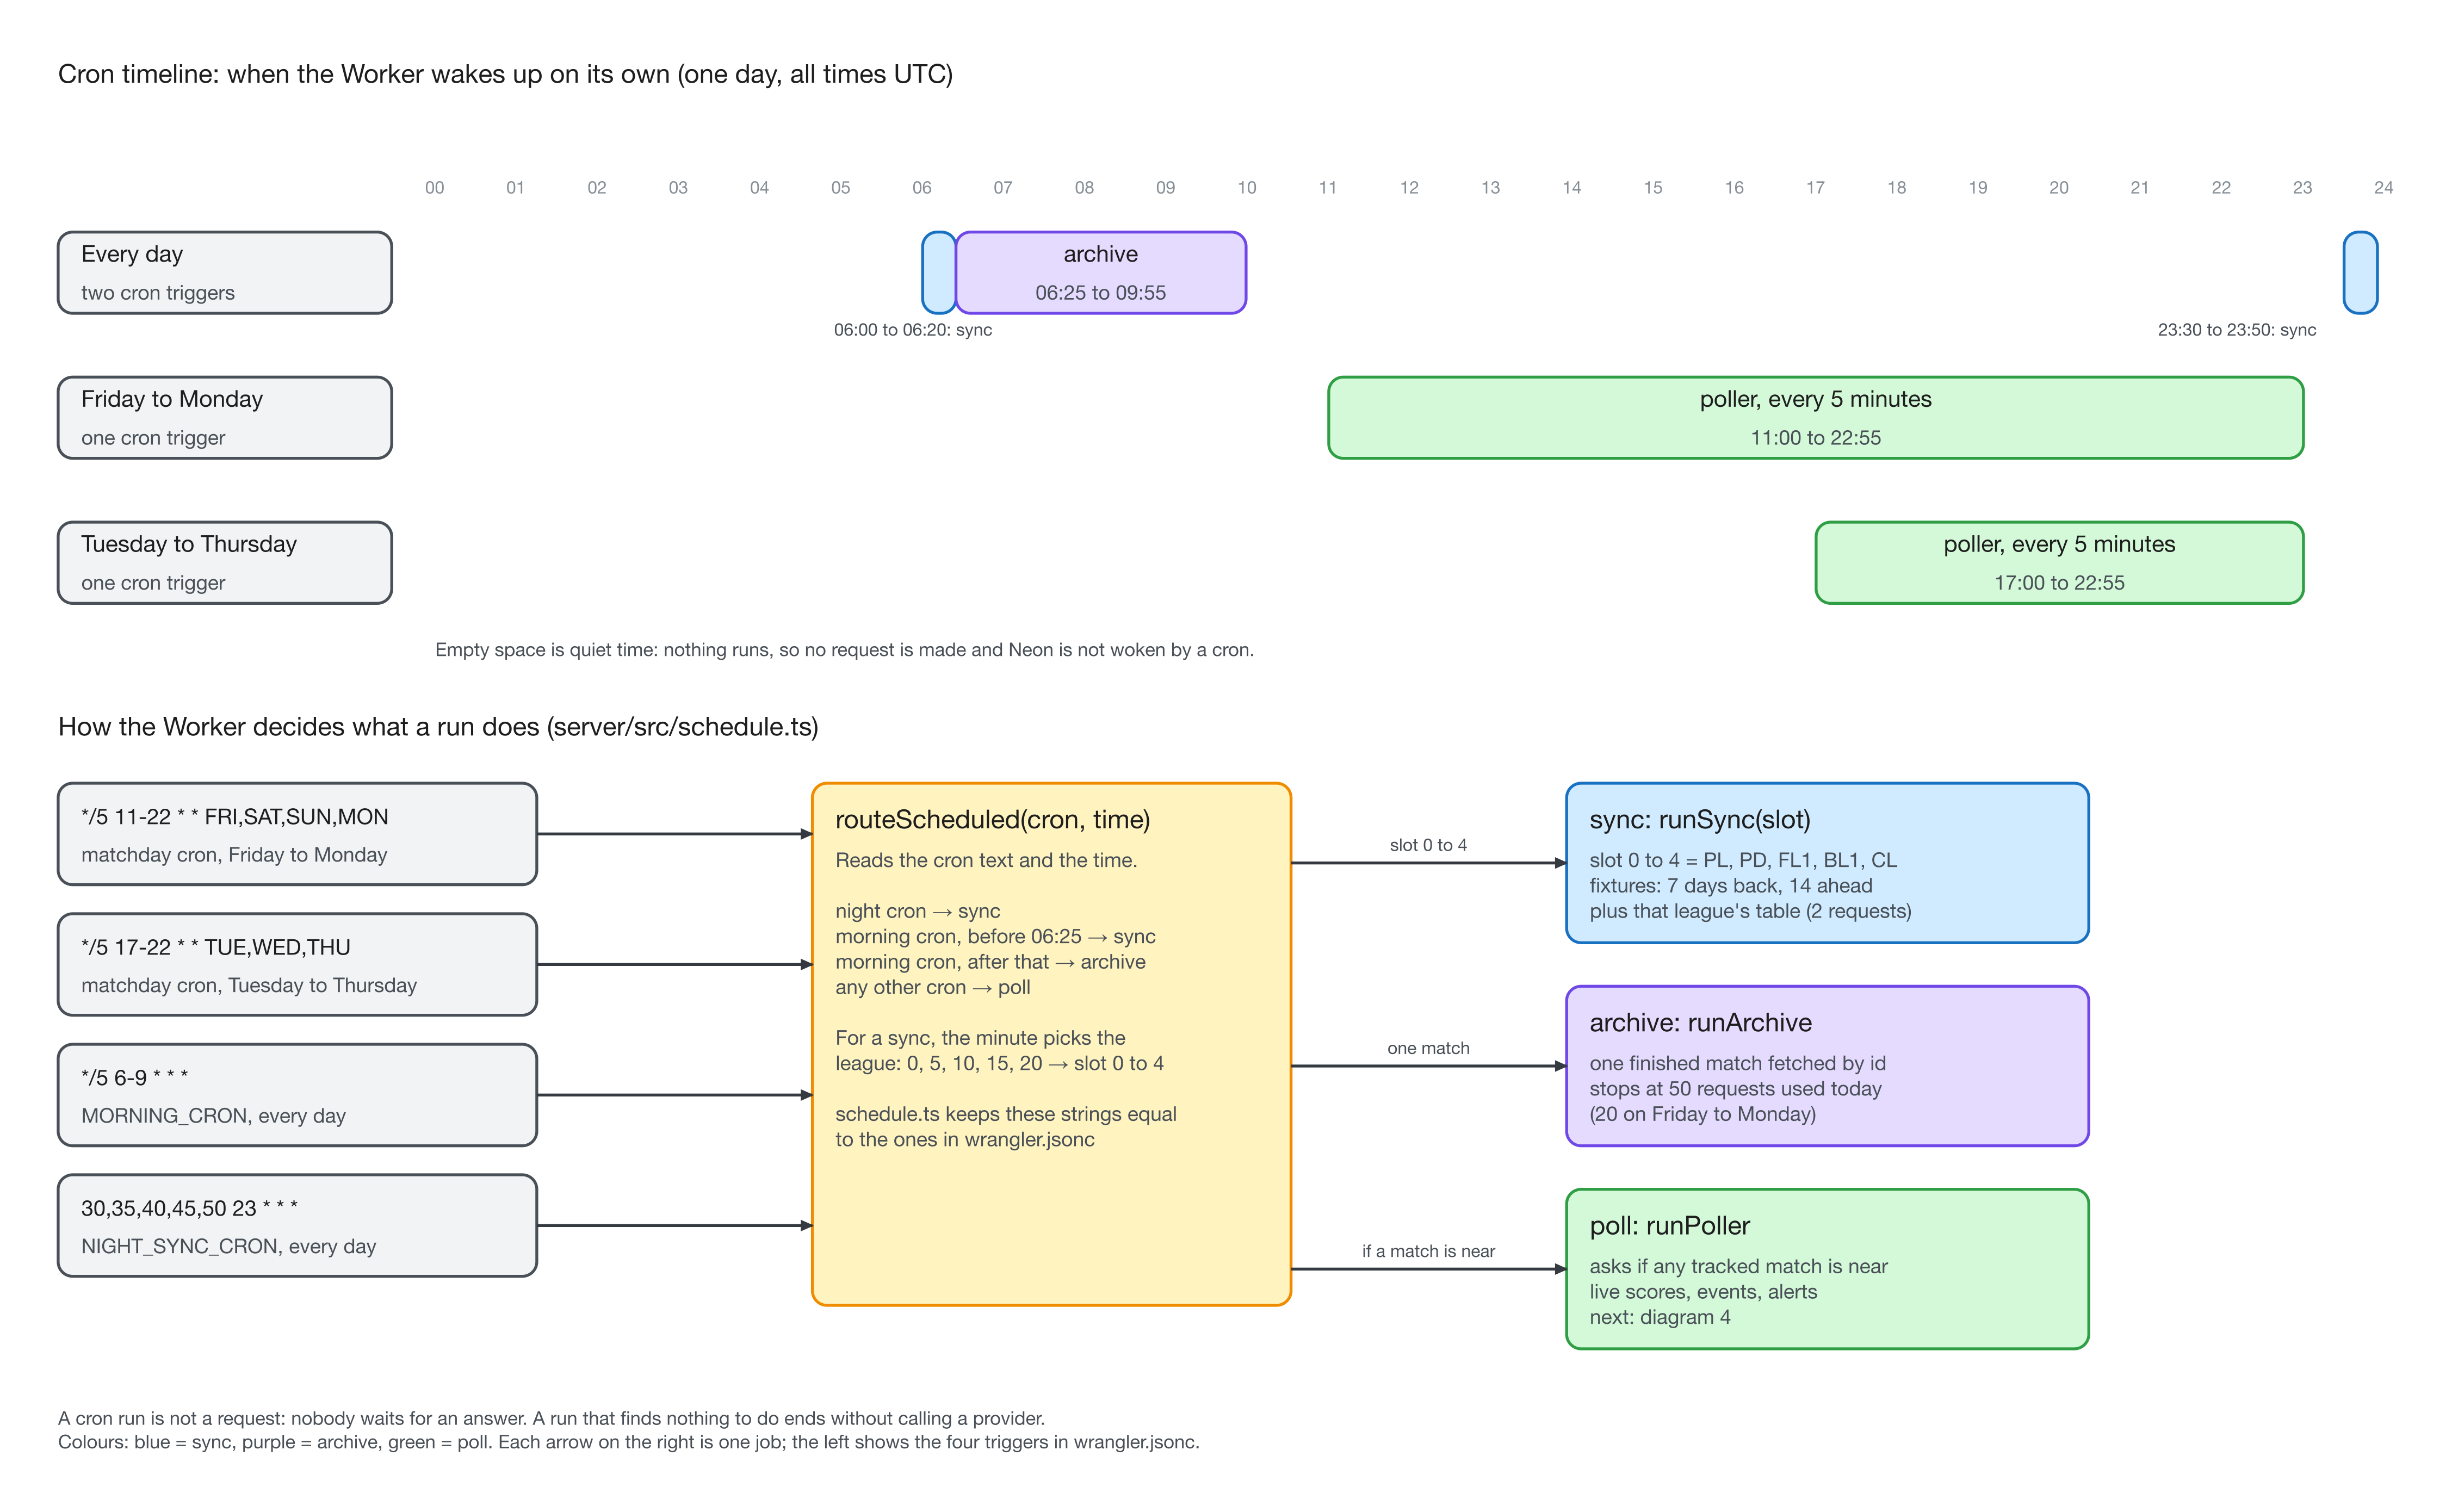 Cron timeline: when the Worker wakes up on its own (one day, all times UTC)
00 01 02 03 04 05 06 07 08 09 10 11 12 13 14 15 16 17 18 19 20 21 22 23 24
Every day
two cron triggers
archive
06:25 to 09:55
06:00 to 06:20: sync
23:30 to 23:50: sync
Friday to Monday
one cron trigger
poller, every 5 minutes
11:00 to 22:55
Tuesday to Thursday
one cron trigger
poller, every 5 minutes
17:00 to 22:55
Empty space is quiet time: nothing runs, so no request is made and Neon is not woken by a cron.
How the Worker decides what a run does (server/src/schedule.ts)
*/5 11-22 * * FRI,SAT,SUN,MON
matchday cron, Friday to Monday
*/5 17-22 * * TUE,WED,THU
matchday cron, Tuesday to Thursday
*/5 6-9 * * *
MORNING_CRON, every day
30,35,40,45,50 23 * * *
NIGHT_SYNC_CRON, every day
routeScheduled(cron, time)
Reads the cron text and the time.
night cron → sync
morning cron, before 06:25 → sync
morning cron, after that → archive
any other cron → poll
For a sync, the minute picks the
league: 0, 5, 10, 15, 20 → slot 0 to 4
schedule.ts keeps these strings equal
to the ones in wrangler.jsonc
slot 0 to 4
one match
if a match is near
sync: runSync(slot)
slot 0 to 4 = PL, PD, FL1, BL1, CL
fixtures: 7 days back, 14 ahead
plus that league's table (2 requests)
archive: runArchive
one finished match fetched by id
stops at 50 requests used today
(20 on Friday to Monday)
poll: runPoller
asks if any tracked match is near
live scores, events, alerts
next: diagram 4
A cron run is not a request: nobody waits for an answer. A run that finds nothing to do ends without calling a provider.
Colours: blue = sync, purple = archive, green = poll. Each arrow on the right is one job; the left shows the four triggers in wrangler.jsonc.